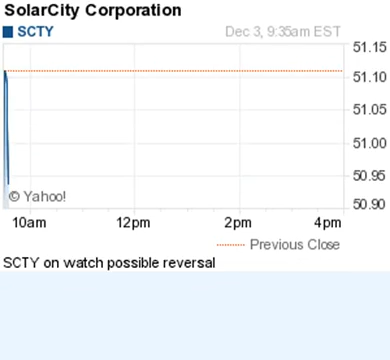 SolarCity Corporation
SCTY Dec 3, 9:35am EST
51.15
51.10
51.05
51.00
50.95
50.90
© Yahoo!
10am 12pm 2pm 4pm
Previous Close
SCTY on watch possible reversal